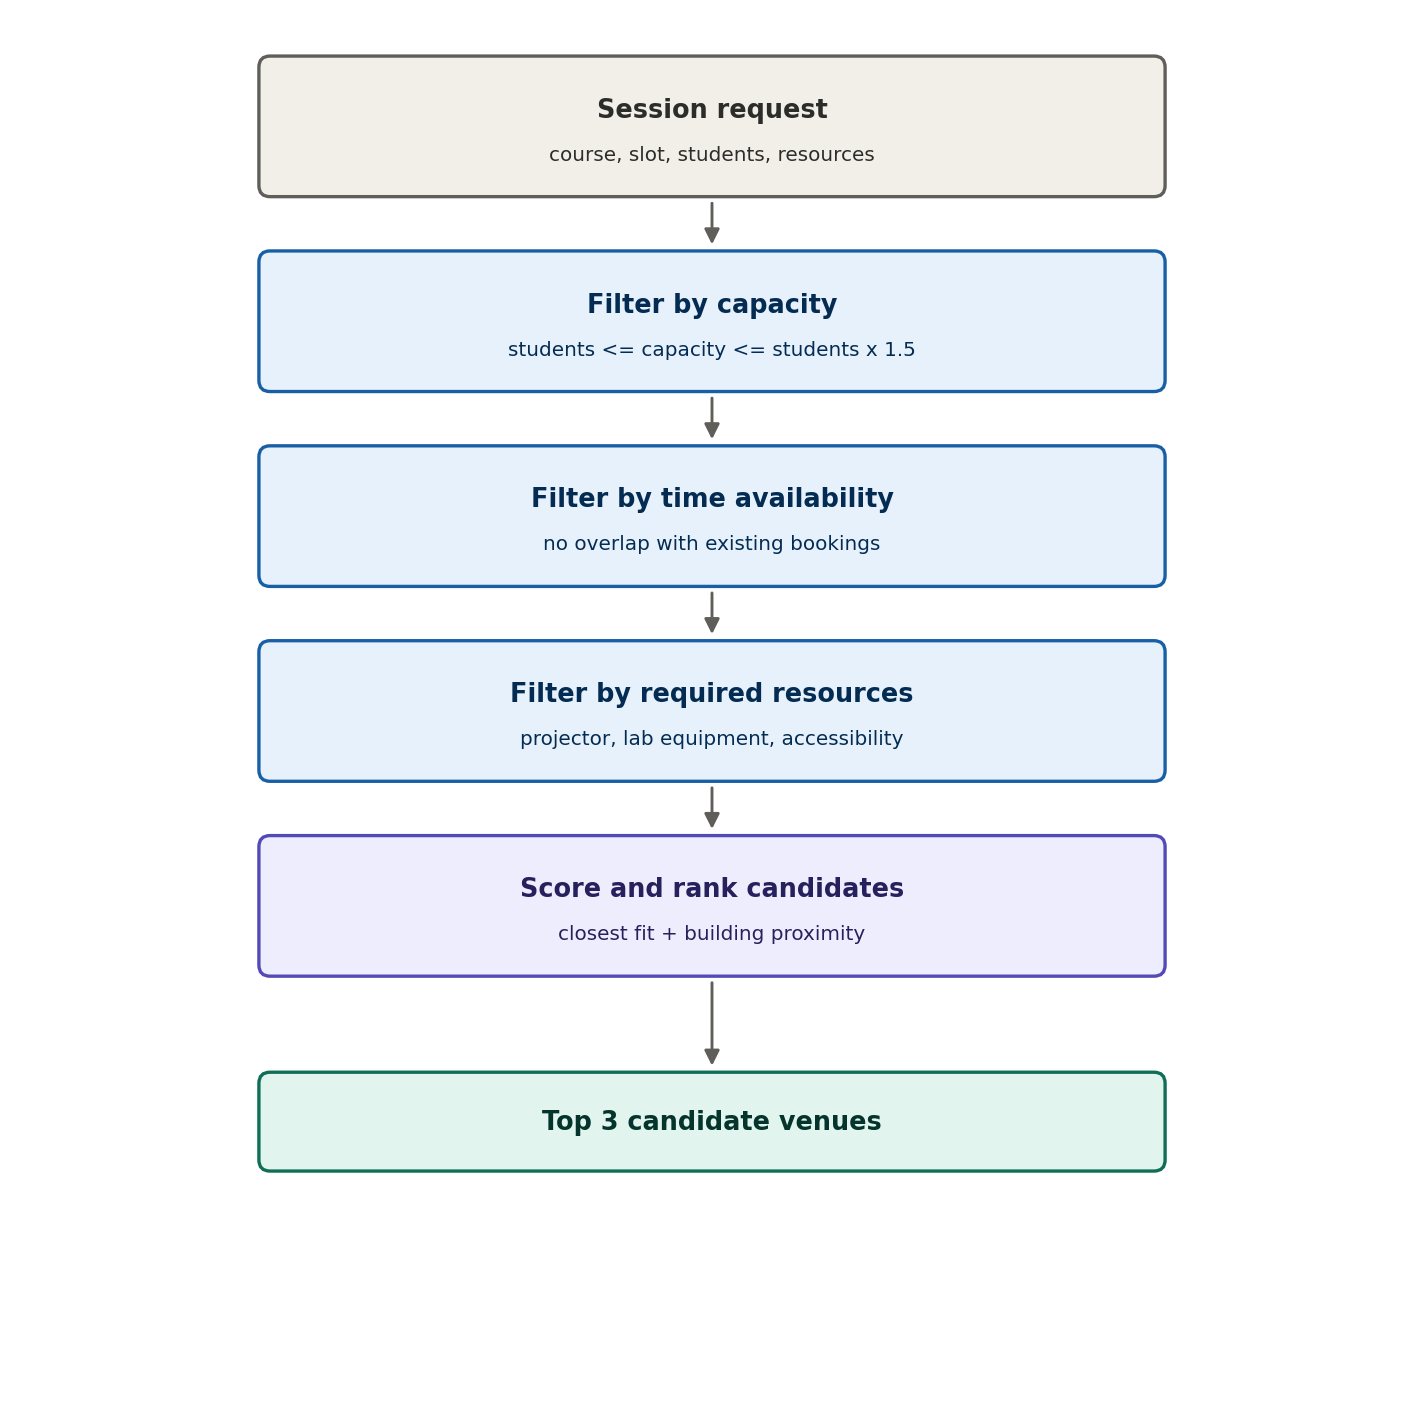 Session request
course, slot, students, resources
Filter by capacity
students <= capacity <= students x 1.5
Filter by time availability
no overlap with existing bookings
Filter by required resources
projector, lab equipment, accessibility
Score and rank candidates
closest fit + building proximity
Top 3 candidate venues